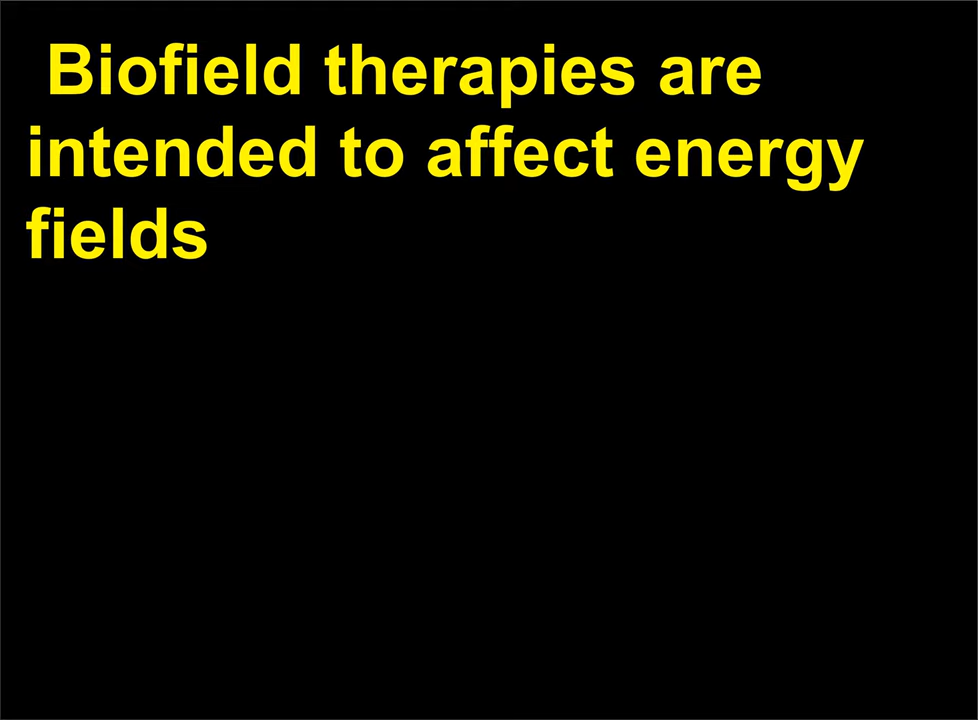 Biofield therapies are
intended to affect energy
fields